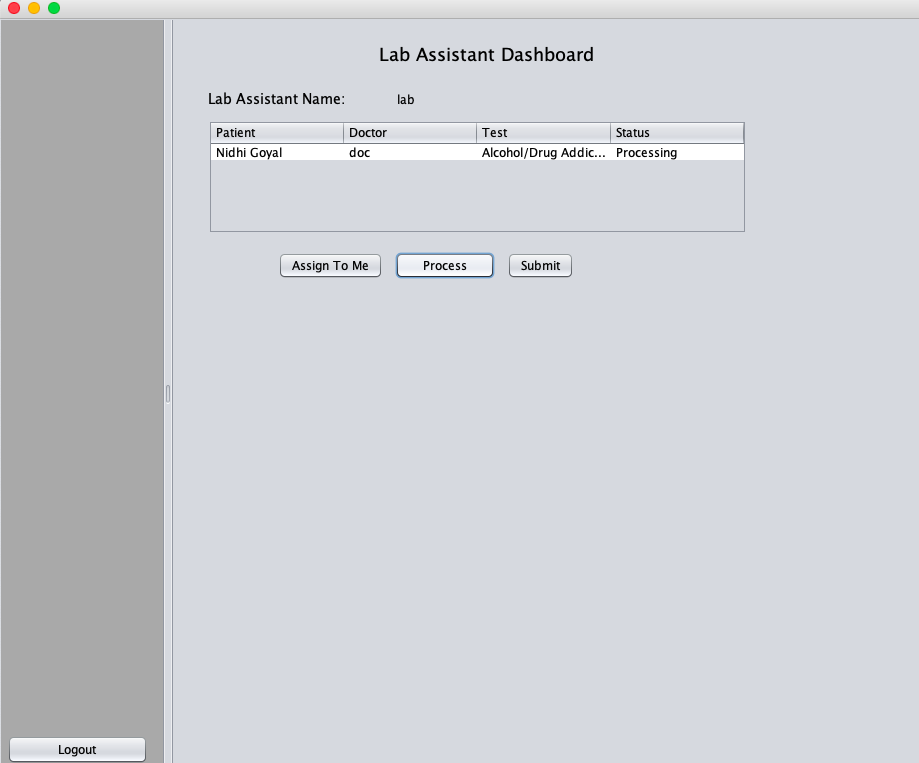 Lab Assistant Dashboard
Lab Assistant Name: lab
Patient Doctor Test Status
Nidhi Goyal doc Alcohol/Drug Addic... Processing
Assign To Me Process Submit
Logout